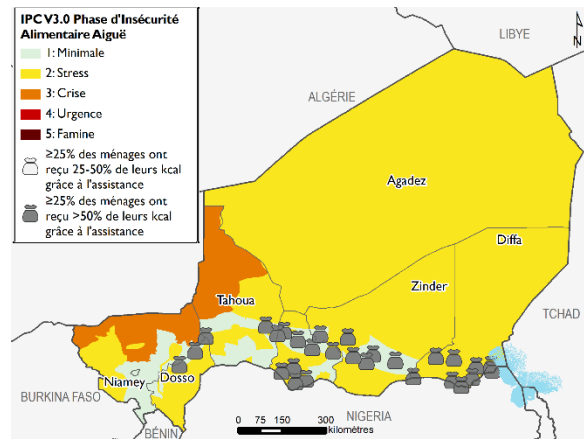 IPC V3.0 Phase d'Insécurité
Alimentaire Aiguë
1: Minimale
2: Stress
3: Crise
4: Urgence
5: Famine
≥25% des ménages ont
reçu 25-50% de leurs kcal
grâce à l'assistance
≥25% des ménages ont
reçu >50% de leurs kcal
grâce à l'assistance
LIBYE
N
ALGÉRIE
Agadez
Diffa
Zinder
Tahoua
TCHAD
Niamey
Dosso
BURKINA FASO
BÉNIN
NIGERIA
0 75 150 300
kilomètres